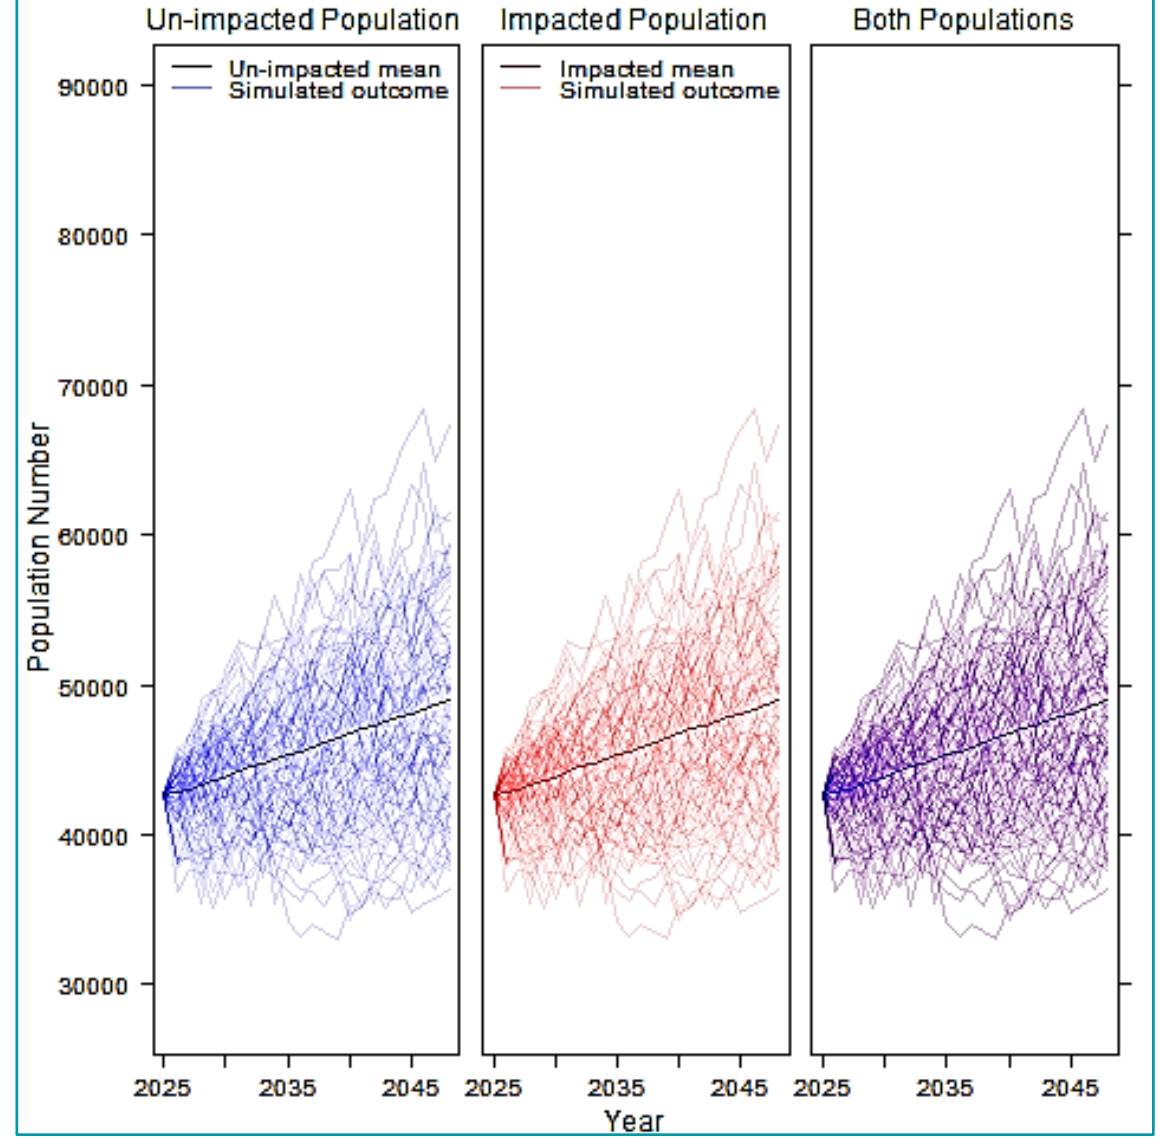 Un-impacted Population
Impacted Population
Both Populations
Un-impacted mean
Simulated outcome
Impacted mean
Simulated outcome
90000
80000
70000
60000
50000
40000
30000
Population Number
2025
2035
2045
2025
2035
2045
2025
2035
2045
Year